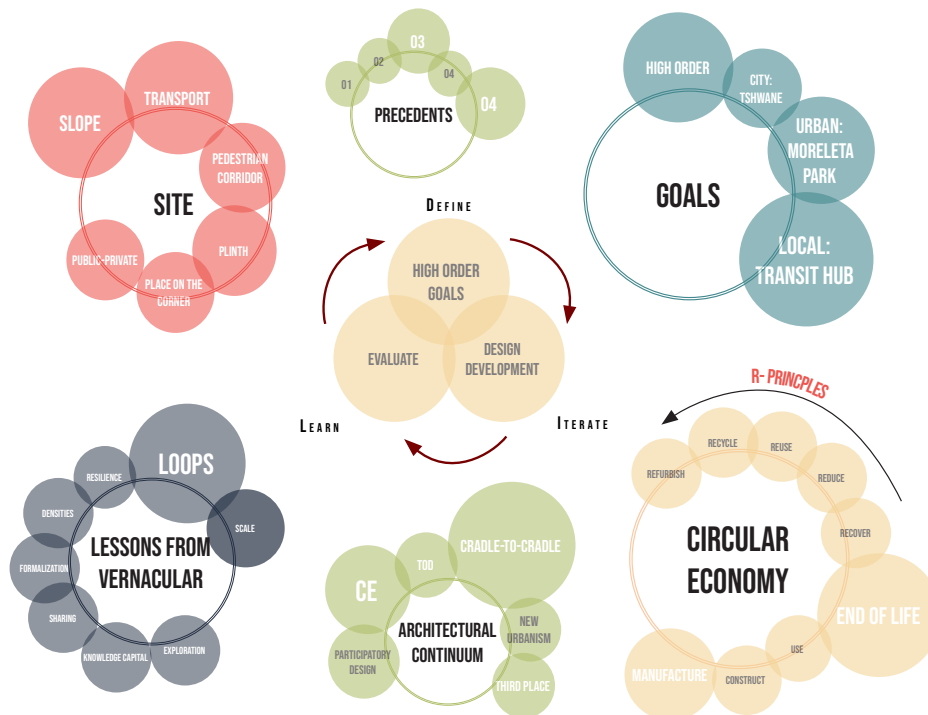 SLOPE
TRANSPORT
PEDESTRIAN
CORRIDOR
SITE
PLINTH
PUBLIC-PRIVATE
PLACE ON THE
CORNER
01
02
03
04
04
PRECEDENTS
HIGH ORDER
CITY:
TSHWANE
URBAN:
MORELETA
PARK
GOALS
LOCAL:
TRANSIT HUB
DEFINE
HIGH ORDER
GOALS
EVALUATE
DESIGN
DEVELOPMENT
LEARN
ITERATE
LOOPS
RESILIENCE
DENSITIES
SCALE
LESSONS FROM
VERNACULAR
FORMALIZATION
SHARING
KNOWLEDGE CAPITAL
EXPLORATION
CRADLE-TO-CRADLE
TOD
CE
NEW
URBANISM
ARCHITECTURAL
CONTINUUM
PARTICIPATORY
DESIGN
THIRD PLACE
R- PRINCPLES
RECYCLE
REUSE
REFURBISH
REDUCE
RECOVER
CIRCULAR
ECONOMY
END OF LIFE
USE
MANUFACTURE
CONSTRUCT